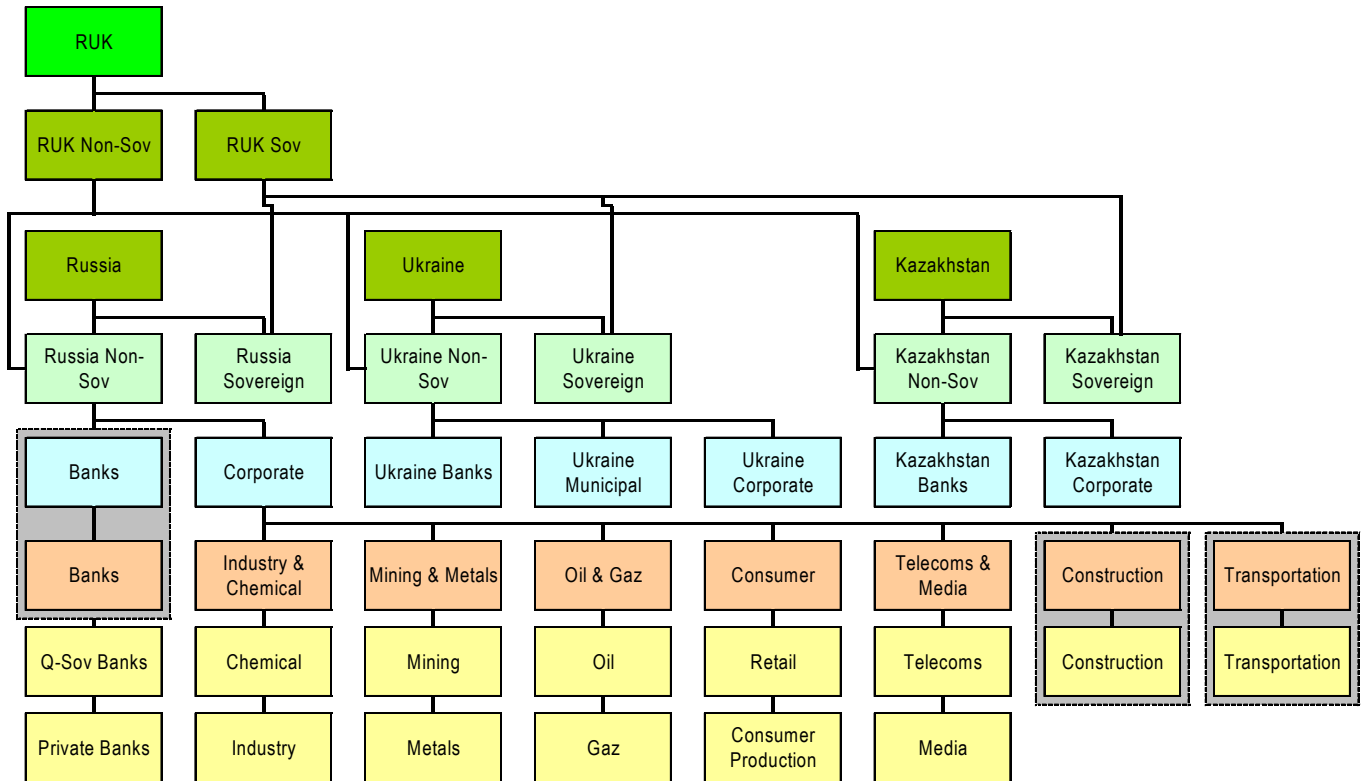 RUK
RUK Non-Sov
RUK Sov
Russia
Ukraine
Kazakhstan
Russia Non-
Sov
Russia
Sovereign
Ukraine Non-
Sov
Ukraine
Sovereign
Kazakhstan
Non-Sov
Kazakhstan
Sovereign
Banks
Corporate
Ukraine Banks
Ukraine
Municipal
Ukraine
Corporate
Kazakhstan
Banks
Kazakhstan
Corporate
Banks
Industry &
Chemical
Mining & Metals
Oil & Gaz
Consumer
Telecoms &
Media
Construction
Transportation
Q-Sov Banks
Chemical
Mining
Oil
Retail
Telecoms
Construction
Transportation
Private Banks
Industry
Metals
Gaz
Consumer
Production
Media